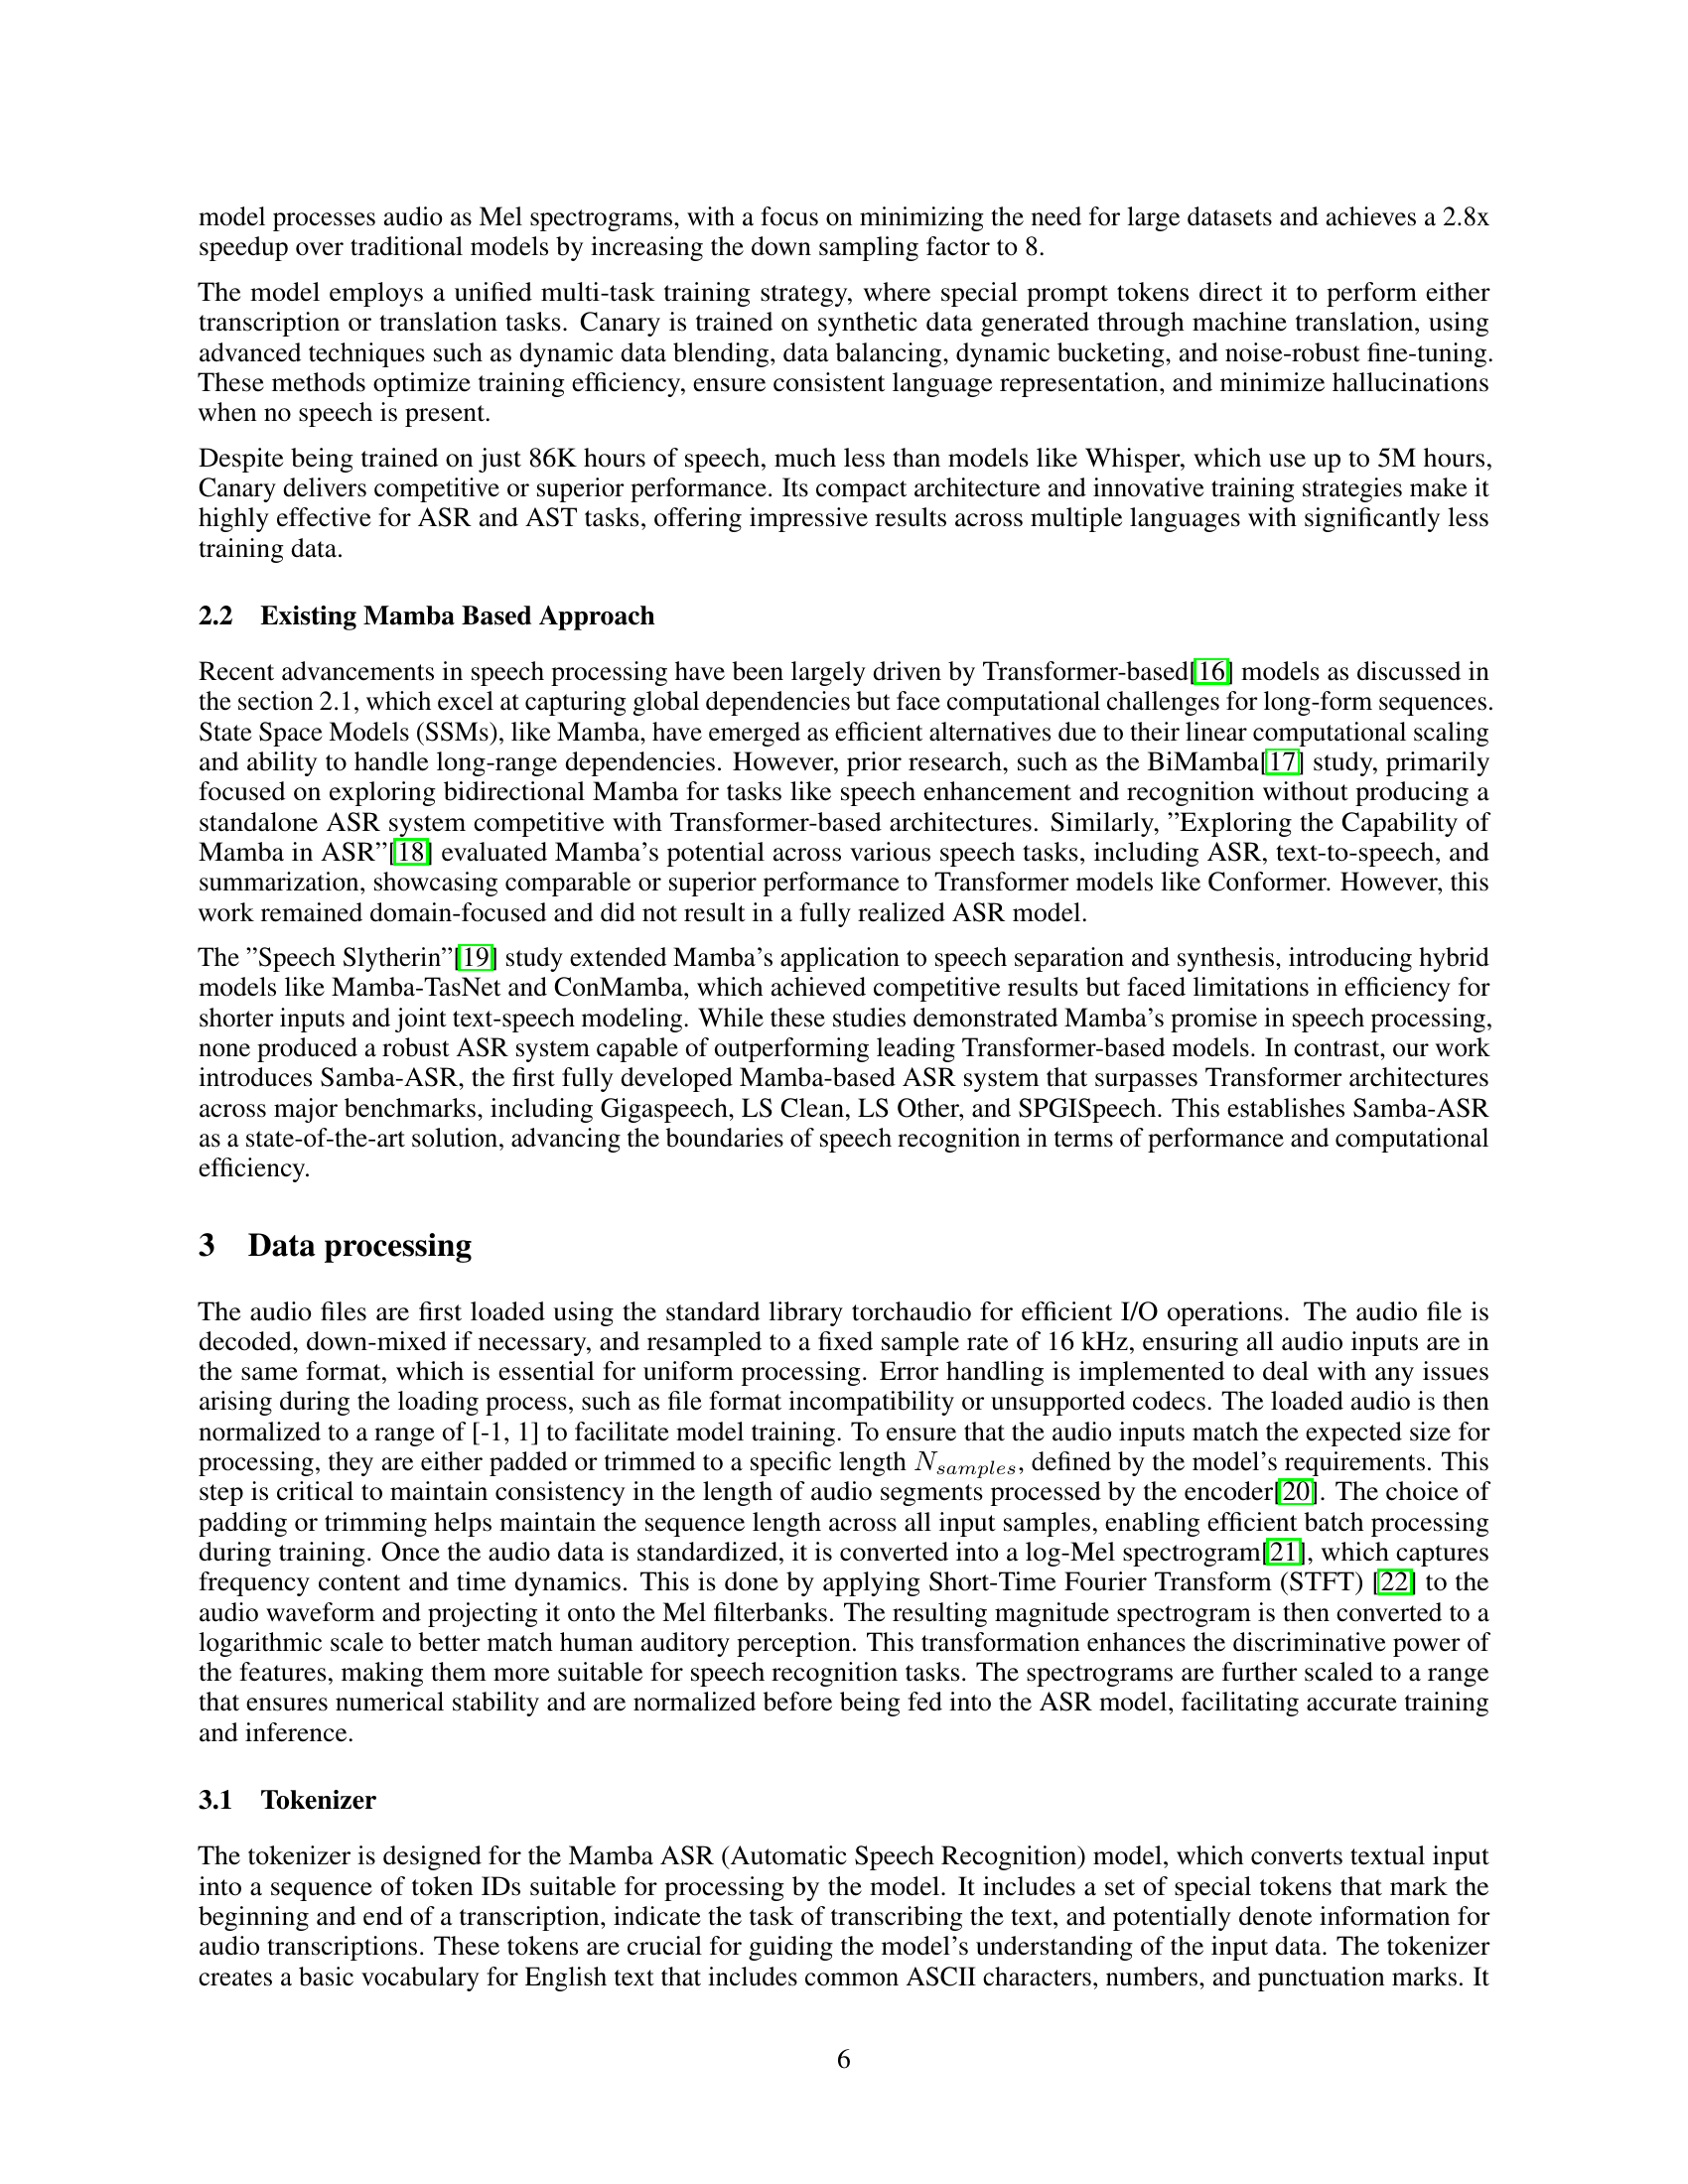 model processes audio as Mel spectrograms, with a focus on minimizing the need for large datasets and achieves a 2.8x
speedup over traditional models by increasing the down sampling factor to 8.
The model employs a unified multi-task training strategy, where special prompt tokens direct it to perform either
transcription or translation tasks. Canary is trained on synthetic data generated through machine translation, using
advanced techniques such as dynamic data blending, data balancing, dynamic bucketing, and noise-robust fine-tuning.
These methods optimize training efficiency, ensure consistent language representation, and minimize hallucinations
when no speech is present.
Despite being trained on just 86K hours of speech, much less than models like Whisper, which use up to 5M hours,
Canary delivers competitive or superior performance. Its compact architecture and innovative training strategies make it
highly effective for ASR and AST tasks, offering impressive results across multiple languages with significantly less
training data.
2.2 Existing Mamba Based Approach
Recent advancements in speech processing have been largely driven by Transformer-based[16] models as discussed in
the section 2.1, which excel at capturing global dependencies but face computational challenges for long-form sequences.
State Space Models (SSMs), like Mamba, have emerged as efficient alternatives due to their linear computational scaling
and ability to handle long-range dependencies. However, prior research, such as the BiMamba[17] study, primarily
focused on exploring bidirectional Mamba for tasks like speech enhancement and recognition without producing a
standalone ASR system competitive with Transformer-based architectures. Similarly, ”Exploring the Capability of
Mamba in ASR”[18] evaluated Mamba’s potential across various speech tasks, including ASR, text-to-speech, and
summarization, showcasing comparable or superior performance to Transformer models like Conformer. However, this
work remained domain-focused and did not result in a fully realized ASR model.
The ”Speech Slytherin”[19] study extended Mamba’s application to speech separation and synthesis, introducing hybrid
models like Mamba-TasNet and ConMamba, which achieved competitive results but faced limitations in efficiency for
shorter inputs and joint text-speech modeling. While these studies demonstrated Mamba’s promise in speech processing,
none produced a robust ASR system capable of outperforming leading Transformer-based models. In contrast, our work
introduces Samba-ASR, the first fully developed Mamba-based ASR system that surpasses Transformer architectures
across major benchmarks, including Gigaspeech, LS Clean, LS Other, and SPGISpeech. This establishes Samba-ASR
as a state-of-the-art solution, advancing the boundaries of speech recognition in terms of performance and computational
efficiency.
3 Data processing
The audio files are first loaded using the standard library torchaudio for efficient I/O operations. The audio file is
decoded, down-mixed if necessary, and resampled to a fixed sample rate of 16 kHz, ensuring all audio inputs are in
the same format, which is essential for uniform processing. Error handling is implemented to deal with any issues
arising during the loading process, such as file format incompatibility or unsupported codecs. The loaded audio is then
normalized to a range of [-1, 1] to facilitate model training. To ensure that the audio inputs match the expected size for
processing, they are either padded or trimmed to a specific length N_samples, defined by the model’s requirements. This
step is critical to maintain consistency in the length of audio segments processed by the encoder[20]. The choice of
padding or trimming helps maintain the sequence length across all input samples, enabling efficient batch processing
during training. Once the audio data is standardized, it is converted into a log-Mel spectrogram[21], which captures
frequency content and time dynamics. This is done by applying Short-Time Fourier Transform (STFT) [22] to the
audio waveform and projecting it onto the Mel filterbanks. The resulting magnitude spectrogram is then converted to a
logarithmic scale to better match human auditory perception. This transformation enhances the discriminative power of
the features, making them more suitable for speech recognition tasks. The spectrograms are further scaled to a range
that ensures numerical stability and are normalized before being fed into the ASR model, facilitating accurate training
and inference.
3.1 Tokenizer
The tokenizer is designed for the Mamba ASR (Automatic Speech Recognition) model, which converts textual input
into a sequence of token IDs suitable for processing by the model. It includes a set of special tokens that mark the
beginning and end of a transcription, indicate the task of transcribing the text, and potentially denote information for
audio transcriptions. These tokens are crucial for guiding the model’s understanding of the input data. The tokenizer
creates a basic vocabulary for English text that includes common ASCII characters, numbers, and punctuation marks. It
6